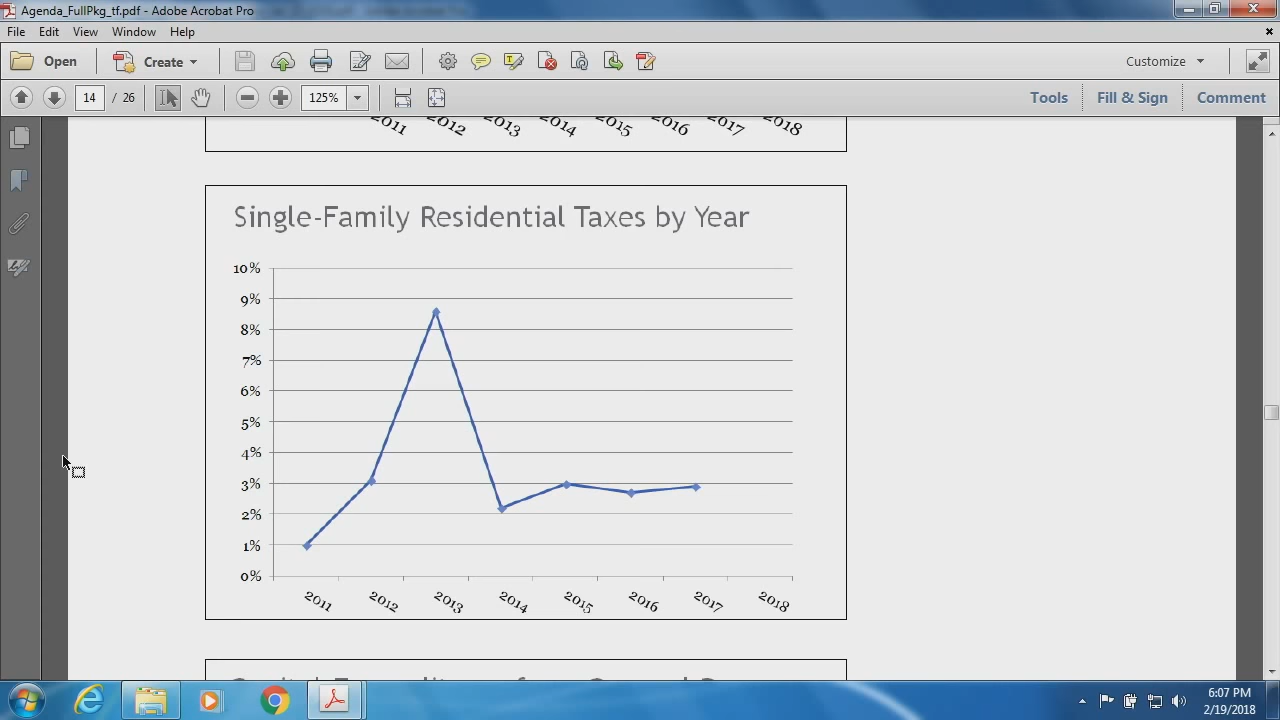 Agenda_FullPkg_tf.pdf - Adobe Acrobat Pro
File Edit View Window Help
Open Create Customize
14 / 26 125% Tools Fill & Sign Comment
2011 2012 2013 2014 2015 2016 2017 2018
Single-Family Residential Taxes by Year
10%
9%
8%
7%
6%
5%
4%
3%
2%
1%
0%
2011 2012 2013 2014 2015 2016 2017 2018
6:07 PM
2/19/2018